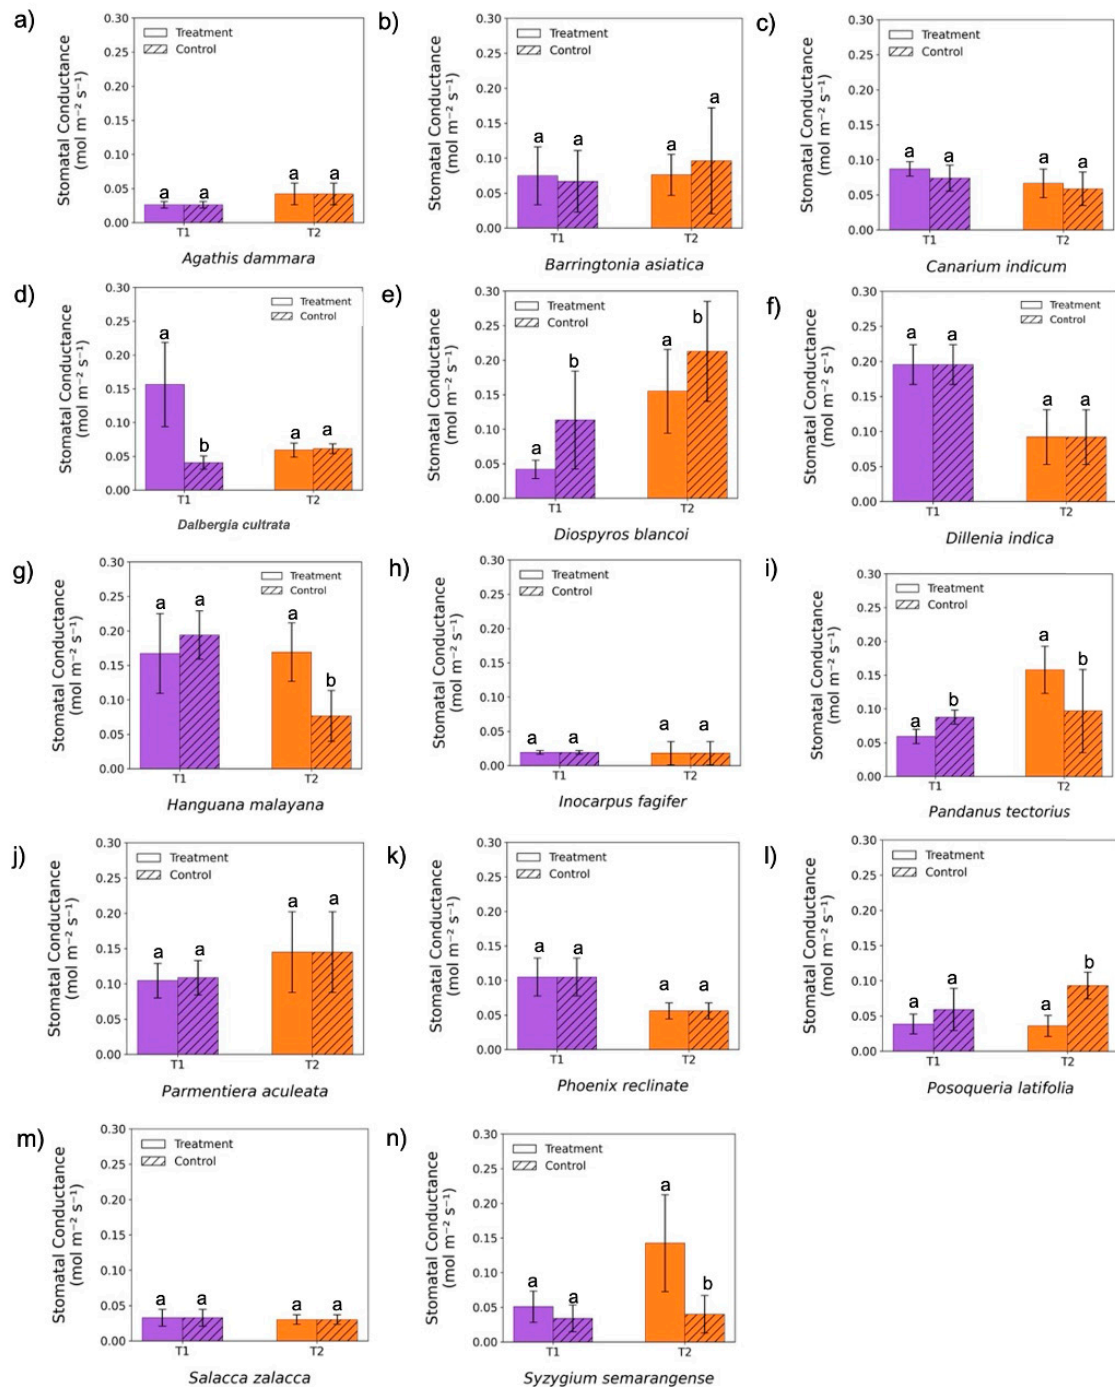 a)
Stomatal Conductance
(mol m⁻² s⁻¹)
0.30
0.25
0.20
0.15
0.10
0.05
0.00
Treatment
Control
a a a a
T1 T2
Agathis dammara
b)
Stomatal Conductance
(mol m⁻² s⁻¹)
0.30
0.25
0.20
0.15
0.10
0.05
0.00
Treatment
Control
a a a a
T1 T2
Barringtonia asiatica
c)
Stomatal Conductance
(mol m⁻² s⁻¹)
0.30
0.25
0.20
0.15
0.10
0.05
0.00
Treatment
Control
a a a a
T1 T2
Canarium indicum
d)
Stomatal Conductance
(mol m⁻² s⁻¹)
0.30
0.25
0.20
0.15
0.10
0.05
0.00
Treatment
Control
a b a a
T1 T2
Dalbergia cultrata
e)
Stomatal Conductance
(mol m⁻² s⁻¹)
0.30
0.25
0.20
0.15
0.10
0.05
0.00
Treatment
Control
a b a b
T1 T2
Diospyros blancoi
f)
Stomatal Conductance
(mol m⁻² s⁻¹)
0.30
0.25
0.20
0.15
0.10
0.05
0.00
Treatment
Control
a a a a
T1 T2
Dillenia indica
g)
Stomatal Conductance
(mol m⁻² s⁻¹)
0.30
0.25
0.20
0.15
0.10
0.05
0.00
Treatment
Control
a a a b
T1 T2
Hanguana malayana
h)
Stomatal Conductance
(mol m⁻² s⁻¹)
0.30
0.25
0.20
0.15
0.10
0.05
0.00
Treatment
Control
a a a a
T1 T2
Inocarpus fagifer
i)
Stomatal Conductance
(mol m⁻² s⁻¹)
0.30
0.25
0.20
0.15
0.10
0.05
0.00
Treatment
Control
a b a b
T1 T2
Pandanus tectorius
j)
Stomatal Conductance
(mol m⁻² s⁻¹)
0.30
0.25
0.20
0.15
0.10
0.05
0.00
Treatment
Control
a a a a
T1 T2
Parmentiera aculeata
k)
Stomatal Conductance
(mol m⁻² s⁻¹)
0.30
0.25
0.20
0.15
0.10
0.05
0.00
Treatment
Control
a a a a
T1 T2
Phoenix reclinate
l)
Stomatal Conductance
(mol m⁻² s⁻¹)
0.30
0.25
0.20
0.15
0.10
0.05
0.00
Treatment
Control
a a a b
T1 T2
Posoqueria latifolia
m)
Stomatal Conductance
(mol m⁻² s⁻¹)
0.30
0.25
0.20
0.15
0.10
0.05
0.00
Treatment
Control
a a a a
T1 T2
Salacca zalacca
n)
Stomatal Conductance
(mol m⁻² s⁻¹)
0.30
0.25
0.20
0.15
0.10
0.05
0.00
Treatment
Control
a a a b
T1 T2
Syzygium semarangense